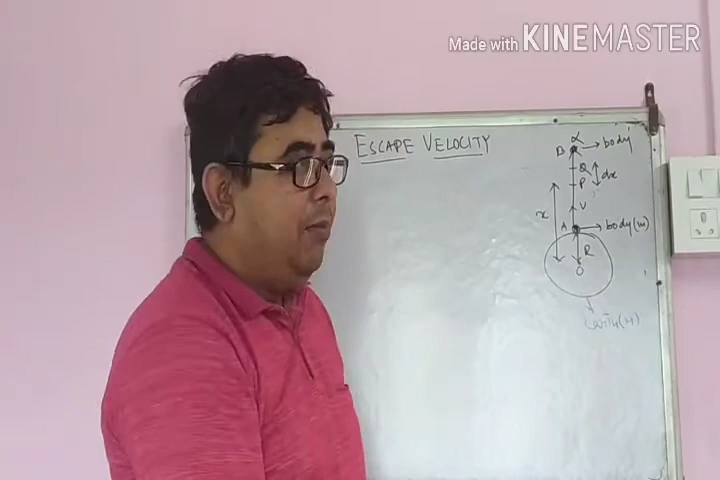 Made with KINEMASTER
ESCAPE VELOCITY
α
B → body
Q
dx
P
x
V
A → body (m)
R
O
earth (M)